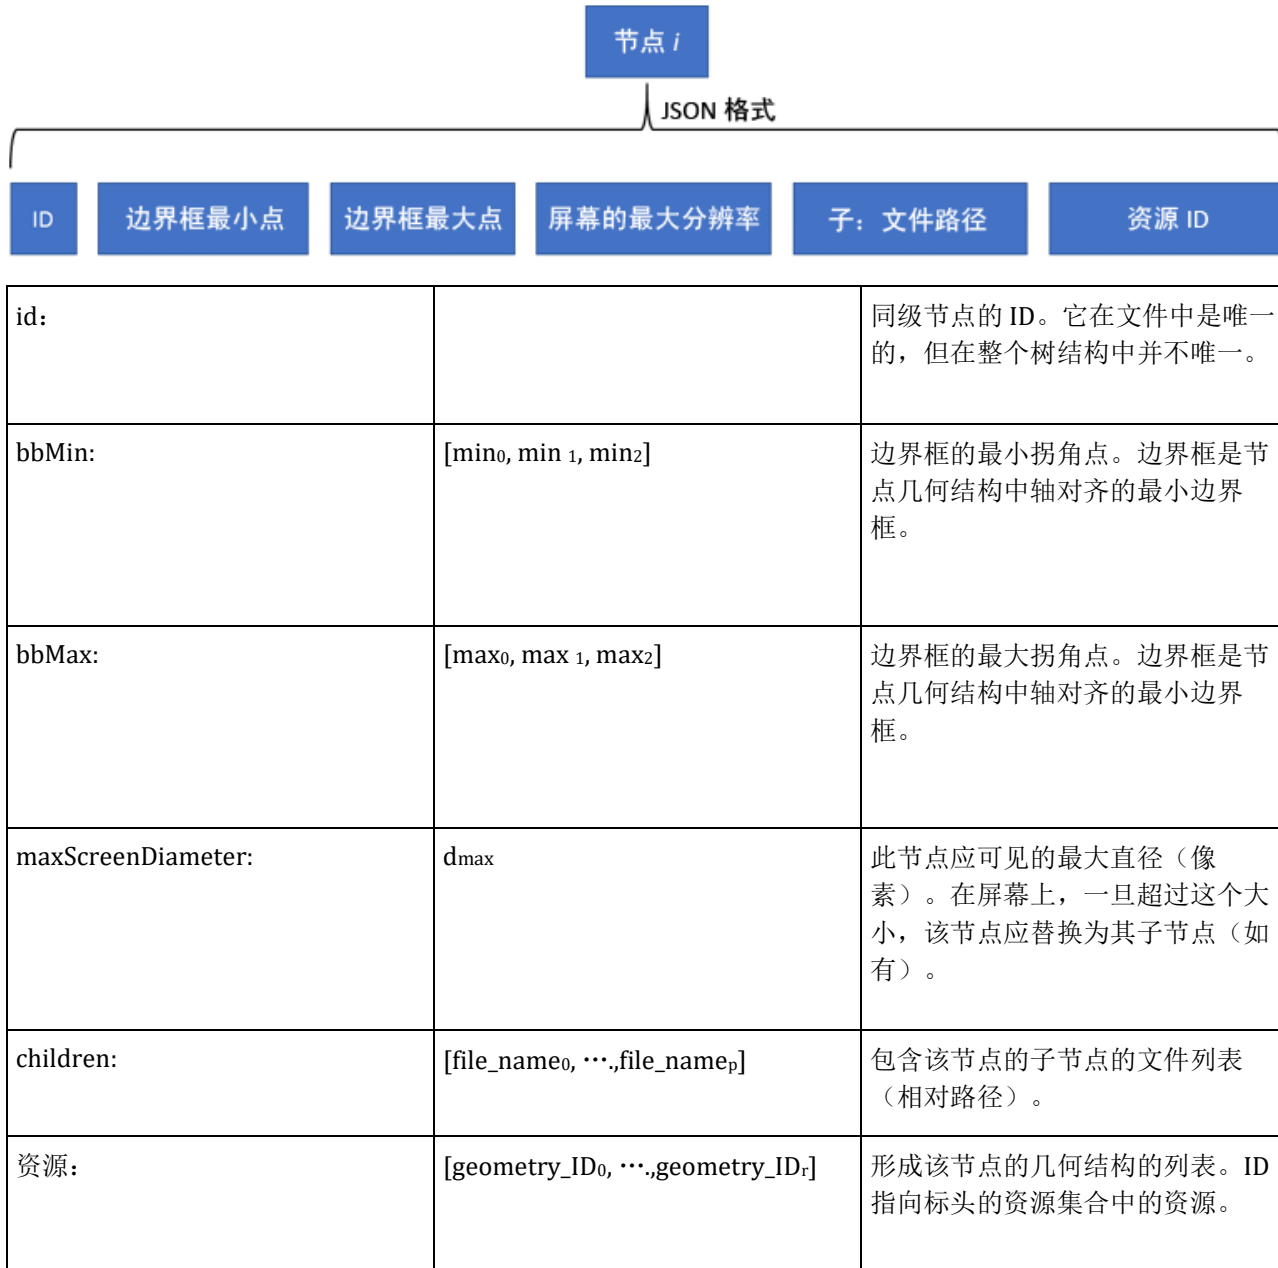 节点 i
JSON 格式
ID
边界框最小点
边界框最大点
屏幕的最大分辨率
子：文件路径
资源 ID
id：
同级节点的 ID。它在文件中是唯一
的，但在整个树结构中并不唯一。
bbMin:
[min0, min 1, min2]
边界框的最小拐角点。边界框是节
点几何结构中轴对齐的最小边界
框。
bbMax:
[max0, max 1, max2]
边界框的最大拐角点。边界框是节
点几何结构中轴对齐的最小边界
框。
maxScreenDiameter:
dmax
此节点应可见的最大直径（像
素）。在屏幕上，一旦超过这个大
小，该节点应替换为其子节点（如
有）。
children:
[file_name0, ….,file_namep]
包含该节点的子节点的文件列表
（相对路径）。
资源：
[geometry_ID0, ….,geometry_IDr]
形成该节点的几何结构的列表。ID
指向标头的资源集合中的资源。